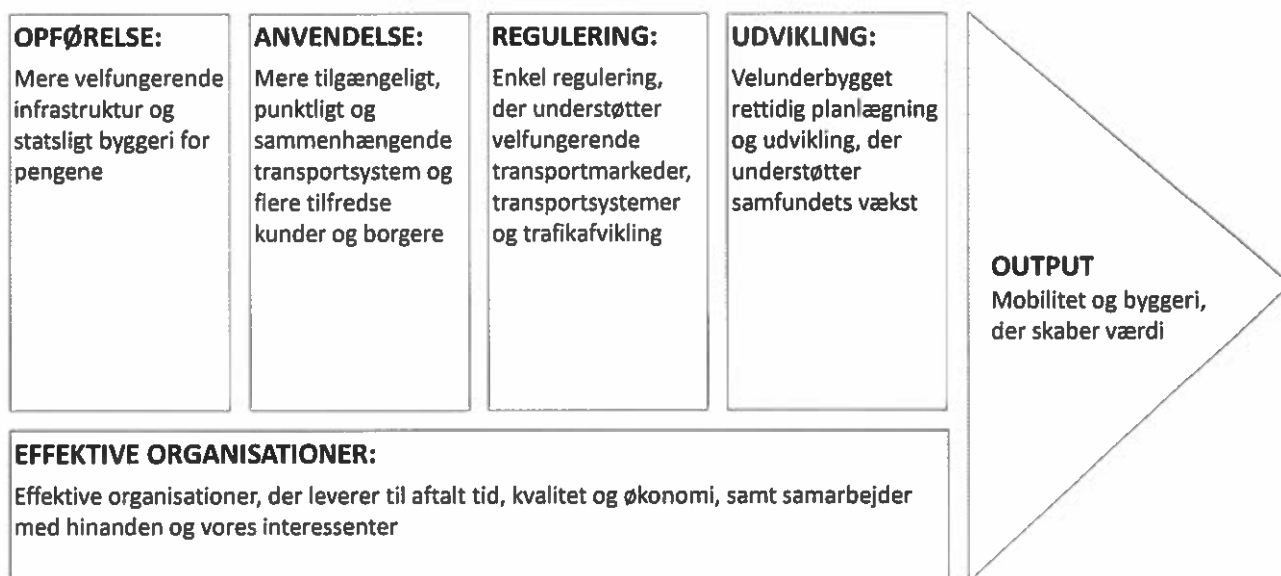 OPFØRELSE:
Mere velfungerende
infrastruktur og
statsligt byggeri for
pengene
ANVENDELSE:
Mere tilgængeligt,
punktligt og
sammenhængende
transportsystem og
flere tilfredse
kunder og borgere
REGULERING:
Enkel regulering,
der understøtter
velfungerende
transportmarkeder,
transportsystemer
og trafikafvikling
UDVIKLING:
Velunderbygget
rettidig planlægning
og udvikling, der
understøtter
samfundets vækst
OUTPUT
Mobilitet og byggeri,
der skaber værdi
EFFEKTIVE ORGANISATIONER:
Effektive organisationer, der leverer til aftalt tid, kvalitet og økonomi, samt samarbejder
med hinanden og vores interessenter